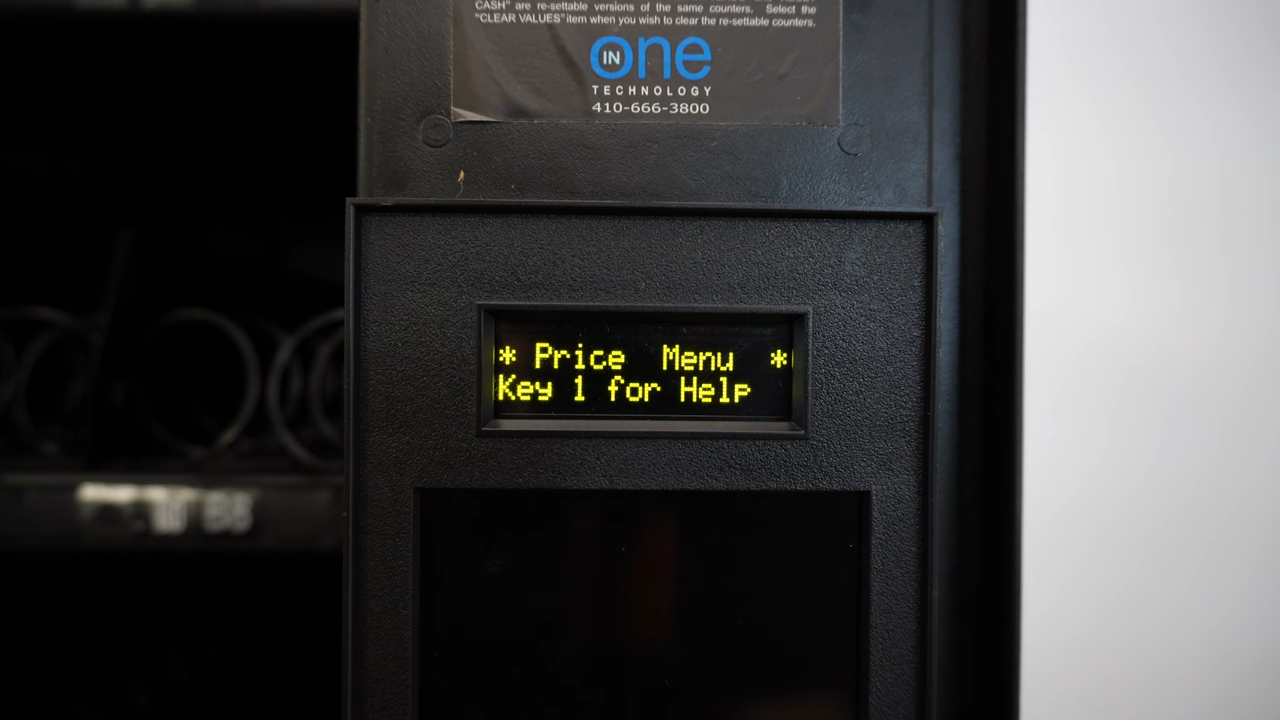 CASH" are re-settable versions of the same counters. Select the
"CLEAR VALUES" item when you wish to clear the re-settable counters.
IN one
TECHNOLOGY
410-666-3800
* Price Menu *
Key 1 for Help